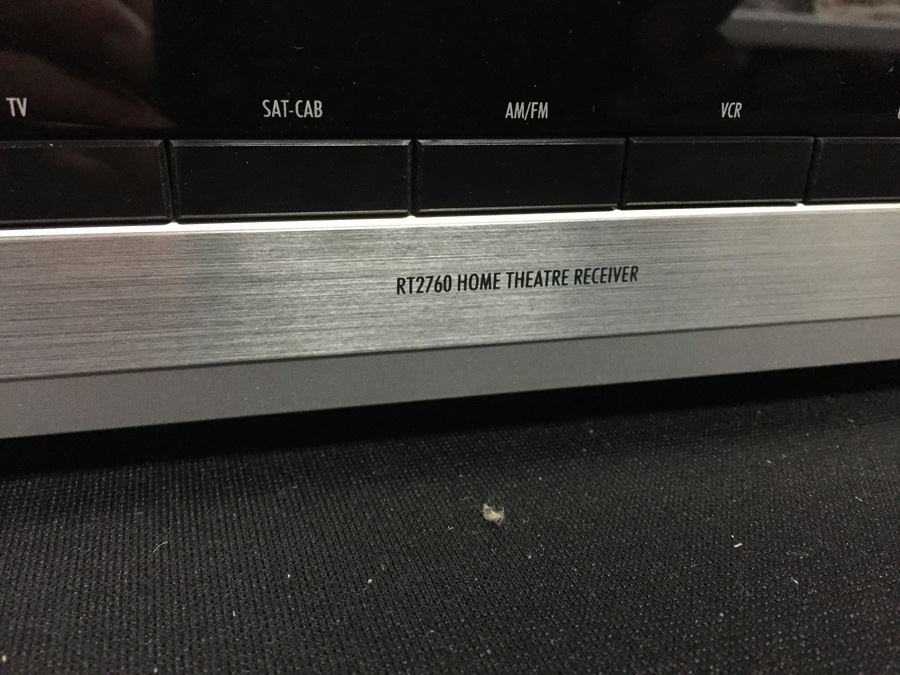 TV SAT-CAB AM/FM VCR
RT2760 HOME THEATRE RECEIVER